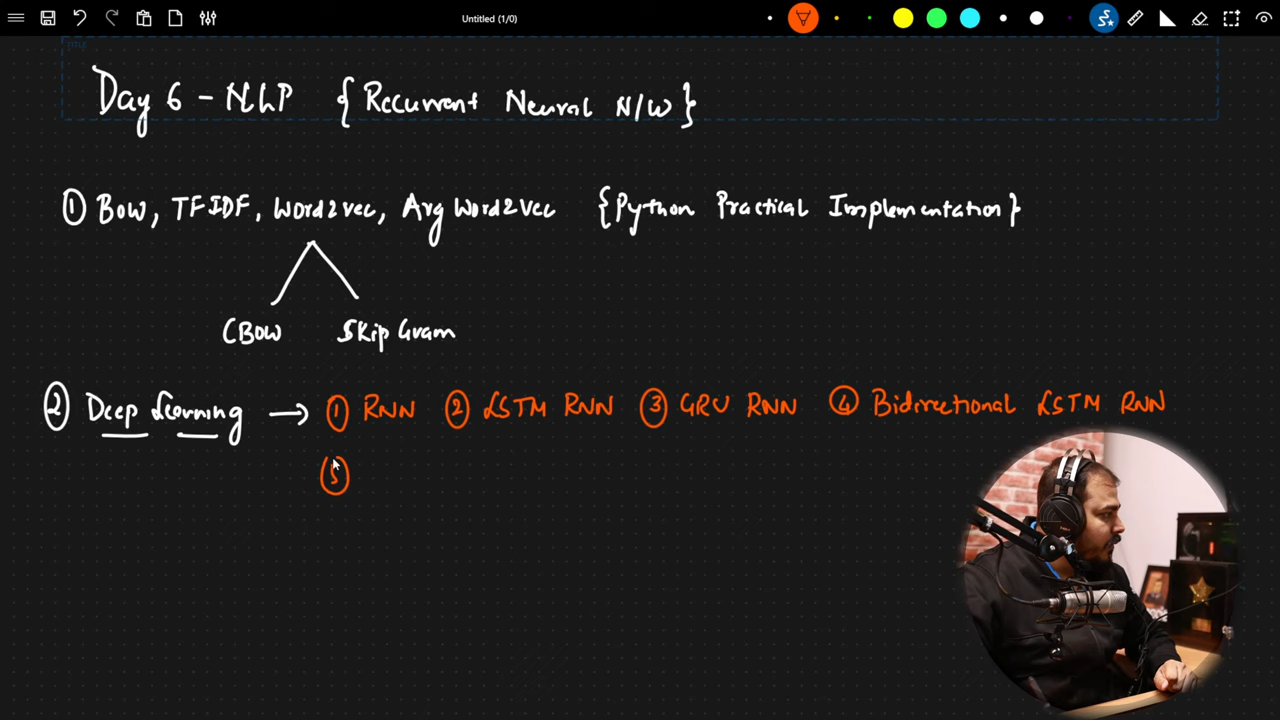 Untitled (1/0)
TITLE
Day 6 - NLP {Recurrent Neural N/W}
① BOW, TFIDF, Word2vec, Avg Word2Vec {Python Practical Implementation}
CBOW Skip Gram
② Deep Learning → ① RNN ② LSTM RNN ③ GRU RNN ④ Bidirectional LSTM RNN
⑤